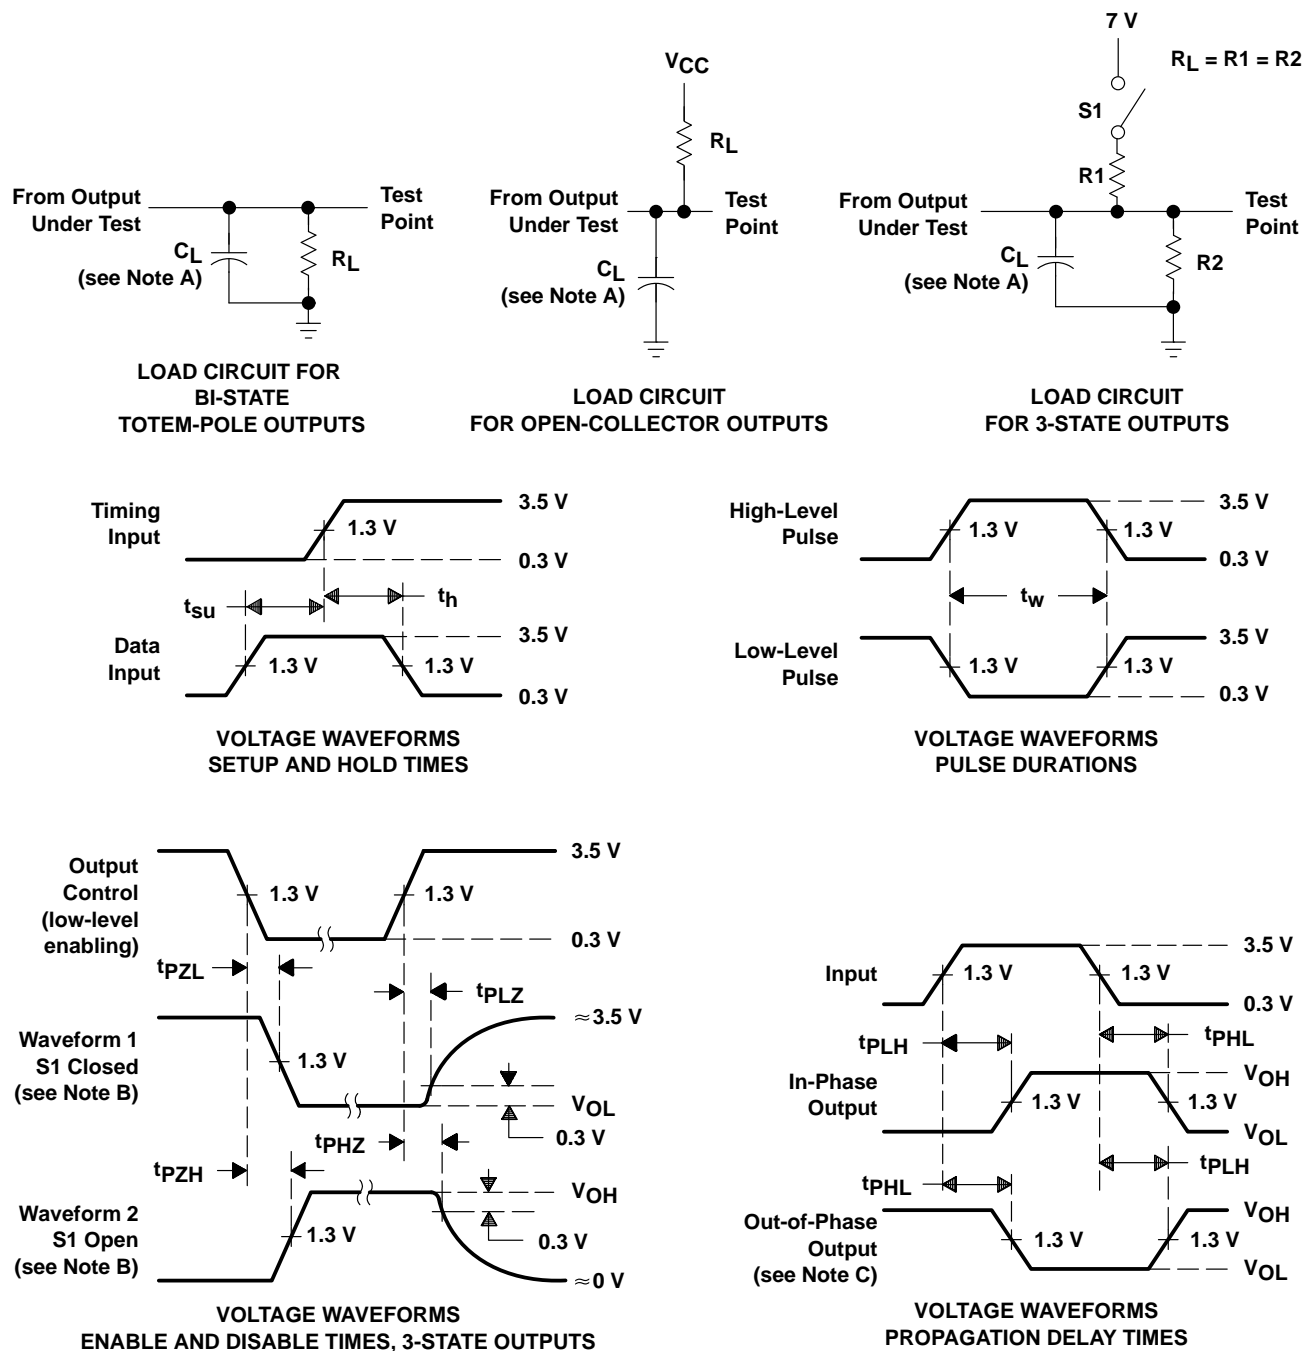 7 V
RL = R1 = R2
VCC
S1
RL
R1
From Output
Under Test
Test
Point
CL
(see Note A)
RL
From Output
Under Test
Test
Point
CL
(see Note A)
From Output
Under Test
Test
Point
CL
(see Note A)
R2
LOAD CIRCUIT FOR
BI-STATE
TOTEM-POLE OUTPUTS
LOAD CIRCUIT
FOR OPEN-COLLECTOR OUTPUTS
LOAD CIRCUIT
FOR 3-STATE OUTPUTS
Timing
Input
3.5 V
1.3 V
0.3 V
tsu
th
Data
Input
3.5 V
1.3 V
1.3 V
0.3 V
VOLTAGE WAVEFORMS
SETUP AND HOLD TIMES
High-Level
Pulse
3.5 V
1.3 V
1.3 V
0.3 V
tw
Low-Level
Pulse
3.5 V
1.3 V
1.3 V
0.3 V
VOLTAGE WAVEFORMS
PULSE DURATIONS
Output
Control
(low-level
enabling)
3.5 V
1.3 V
1.3 V
0.3 V
tPZL
tPLZ
Waveform 1
S1 Closed
(see Note B)
≈3.5 V
1.3 V
VOL
0.3 V
tPHZ
tPZH
Waveform 2
S1 Open
(see Note B)
VOH
1.3 V
0.3 V
≈0 V
VOLTAGE WAVEFORMS
ENABLE AND DISABLE TIMES, 3-STATE OUTPUTS
Input
3.5 V
1.3 V
1.3 V
0.3 V
tPLH
tPHL
In-Phase
Output
VOH
1.3 V
1.3 V
VOL
tPHL
tPLH
Out-of-Phase
Output
(see Note C)
VOH
1.3 V
1.3 V
VOL
VOLTAGE WAVEFORMS
PROPAGATION DELAY TIMES